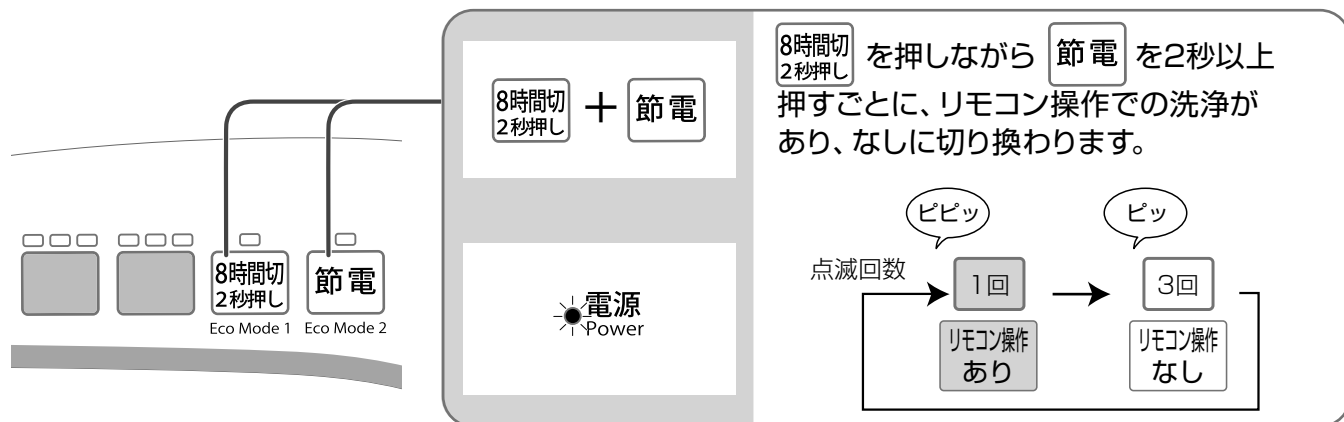 8時間切
2秒押し
節電
Eco Mode 1
Eco Mode 2
8時間切
2秒押し
+
節電
電源
Power
8時間切 2秒押し を押しながら 節電 を2秒以上
押すごとに、リモコン操作での洗浄が
あり、なしに切り換わります。
ピピッ
ピッ
点滅回数
1回
3回
リモコン操作
あり
リモコン操作
なし